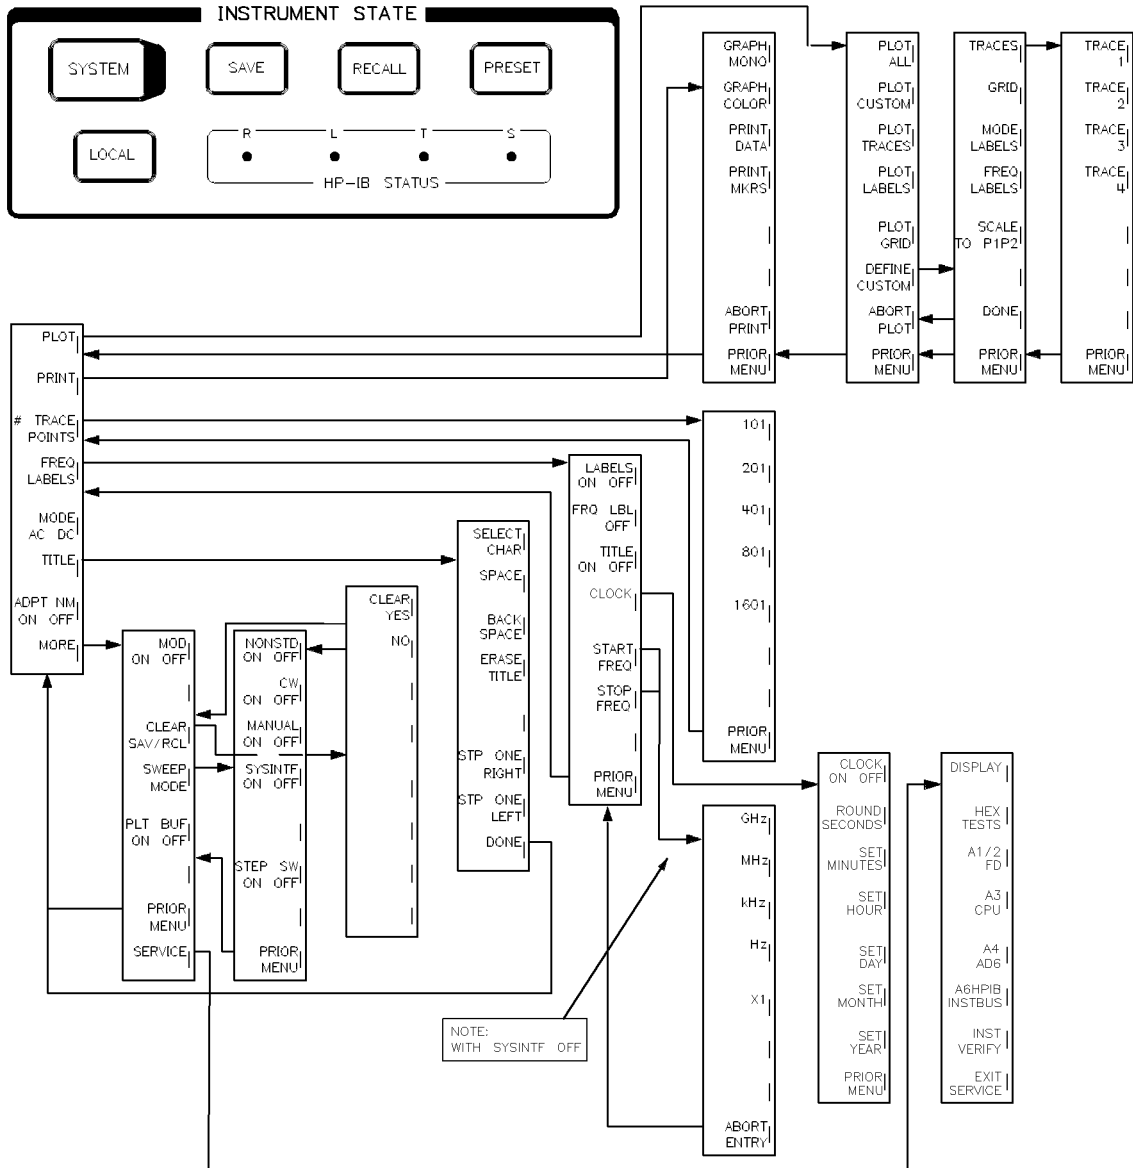 INSTRUMENT STATE
SYSTEM
SAVE
RECALL
PRESET
LOCAL
R
L
T
S
HP-IB STATUS
GRAPH
MONO
GRAPH
COLOR
PRINT
DATA
PRINT
MKRS
ABORT
PRINT
PRIOR
MENU
PLOT
ALL
PLOT
CUSTOM
PLOT
TRACES
PLOT
LABELS
PLOT
GRID
DEFINE
CUSTOM
ABORT
PLOT
PRIOR
MENU
TRACES
GRID
MODE
LABELS
FREQ
LABELS
SCALE
TO P1P2
DONE
PRIOR
MENU
TRACE
1
TRACE
2
TRACE
3
TRACE
4
PRIOR
MENU
PLOT
PRINT
# TRACE
POINTS
FREQ
LABELS
MODE
AC DC
TITLE
ADPT NM
ON OFF
MORE
MOD
ON OFF
CLEAR
SAV/RCL
SWEEP
MODE
PLT BUF
ON OFF
PRIOR
MENU
SERVICE
NONSTD
ON OFF
CW
ON OFF
MANUAL
ON OFF
SYSINTF
ON OFF
STEP SW
ON OFF
PRIOR
MENU
CLEAR
YES
NO
SELECT
CHAR
SPACE
BACK
SPACE
ERASE
TITLE
STP ONE
RIGHT
STP ONE
LEFT
DONE
LABELS
ON OFF
FRQ LBL
OFF
TITLE
ON OFF
CLOCK
START
FREQ
STOP
FREQ
PRIOR
MENU
101
201
401
801
1601
PRIOR
MENU
GHz
MHz
kHz
Hz
X1
ABORT
ENTRY
CLOCK
ON OFF
ROUND
SECONDS
SET
MINUTES
SET
HOUR
SET
DAY
SET
MONTH
SET
YEAR
PRIOR
MENU
DISPLAY
HEX
TESTS
A1/2
FD
A3
CPU
A4
AD6
A6HPIB
INSTBUS
INST
VERIFY
EXIT
SERVICE
NOTE:
WITH SYSINTF OFF